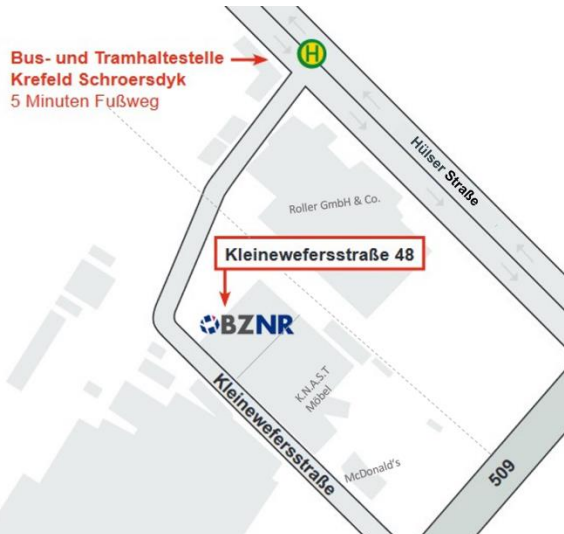 Bus- und Tramhaltestelle
Krefeld Schroersdyk
5 Minuten Fußweg
H
Hülser Straße
Roller GmbH & Co.
Kleinewefersstraße 48
BZNR
K.N.A.S.T
Möbel
Kleinewefersstraße
McDonald's
509